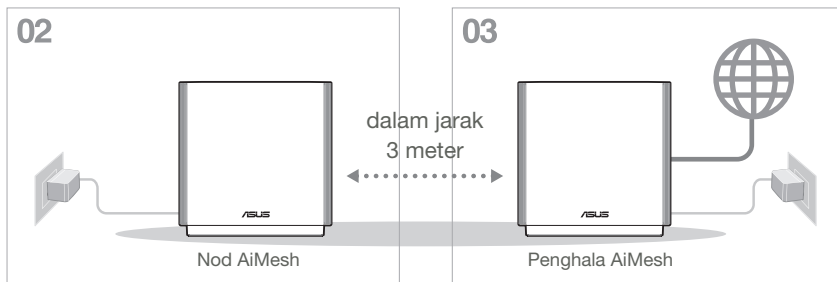 02
03
dalam jarak
3 meter
ASUS
ASUS
Nod AiMesh
Penghala AiMesh